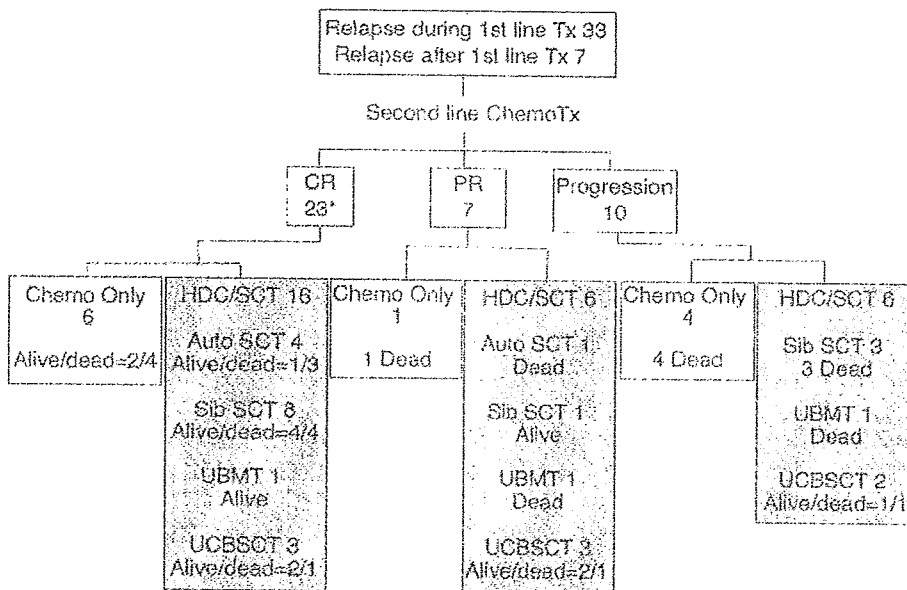 Relapse during 1st line Tx 33
Relapse after 1st line Tx 7
Second line ChemoTx
CR
23*
PR
7
Progression
10
Chemo Only
6
Alive/dead=2/4
HDC/SCT 16
Auto SCT 4
Alive/dead=1/3
Sib SCT 8
Alive/dead=4/4
UBMT 1
Alive
UCBSCT 3
Alive/dead=2/1
Chemo Only
1
1 Dead
HDC/SCT 6
Auto SCT 1
Dead
Sib SCT 1
Alive
UBMT 1
Dead
UCBSCT 3
Alive/dead=2/1
Chemo Only
4
4 Dead
HDC/SCT 6
Sib SCT 3
3 Dead
UBMT 1
Dead
UCBSCT 2
Alive/dead=1/1